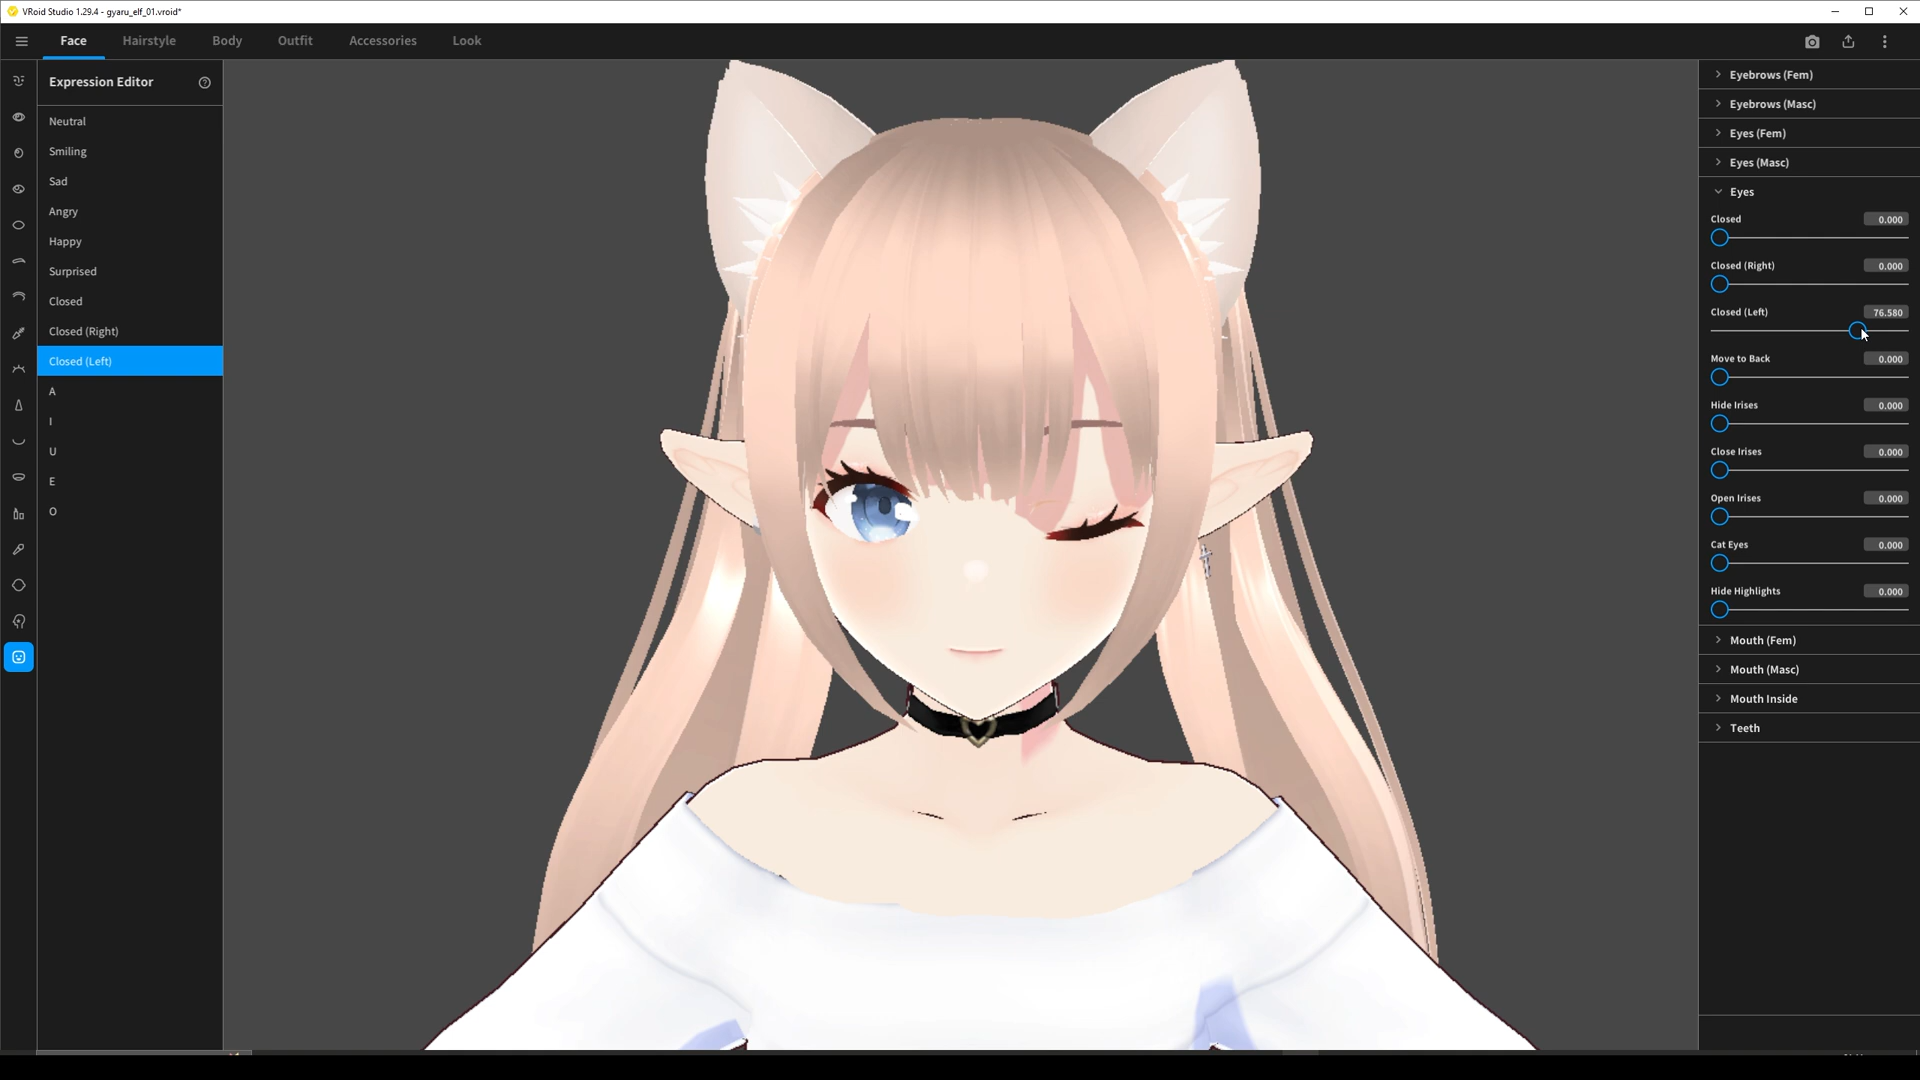 VRoid Studio 1.29.4 - gyaru_elf_01.vroid*
Face
Hairstyle
Body
Outfit
Accessories
Look
Expression Editor
Neutral
Smiling
Sad
Angry
Happy
Surprised
Closed
Closed (Right)
Closed (Left)
A
I
U
E
O
Eyebrows (Fem)
Eyebrows (Masc)
Eyes (Fem)
Eyes (Masc)
Eyes
Closed 0.000
Closed (Right) 0.000
Closed (Left) 76.580
Move to Back 0.000
Hide Irises 0.000
Close Irises 0.000
Open Irises 0.000
Cat Eyes 0.000
Hide Highlights 0.000
Mouth (Fem)
Mouth (Masc)
Mouth Inside
Teeth